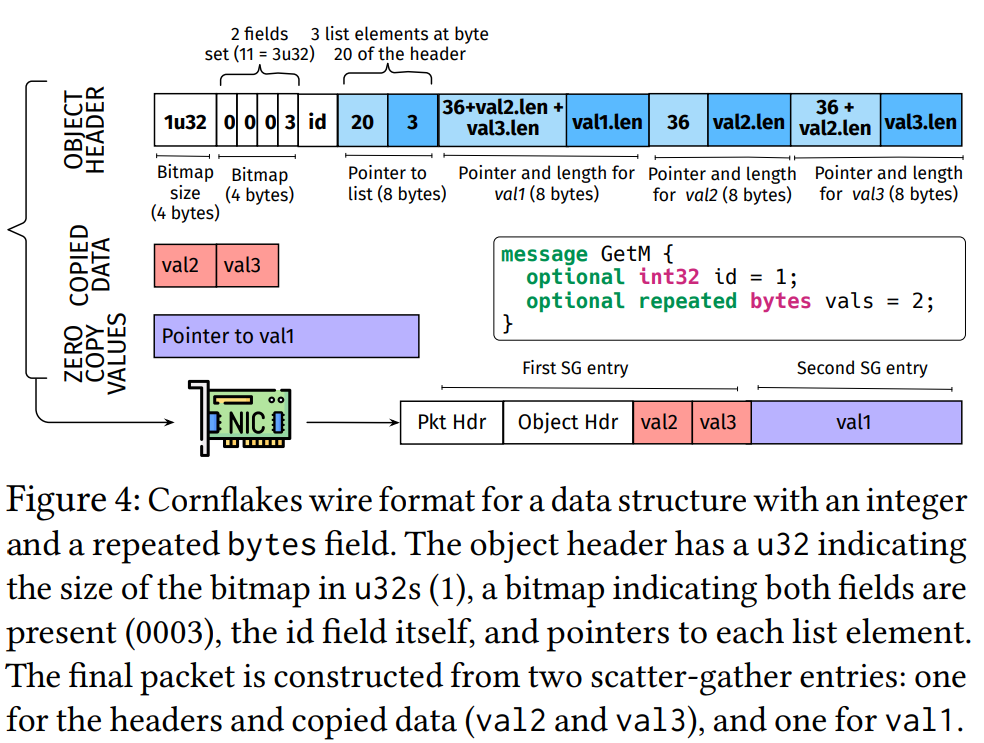 2 fields
set (11 = 3u32)
3 list elements at byte
20 of the header
OBJECT
HEADER
1u32 0 0 0 3 id 20 3 36+val2.len + val3.len val1.len 36 val2.len 36 + val2.len val3.len
Bitmap
size
(4 bytes)
Bitmap
(4 bytes)
Pointer to
list (8 bytes)
Pointer and length for
val1 (8 bytes)
Pointer and length
for val2 (8 bytes)
Pointer and length
for val3 (8 bytes)
COPIED
DATA
val2 val3
message GetM {
optional int32 id = 1;
optional repeated bytes vals = 2;
}
ZERO
COPY
VALUES
Pointer to val1
NIC
First SG entry
Second SG entry
Pkt Hdr Object Hdr val2 val3 val1
Figure 4: Cornflakes wire format for a data structure with an integer
and a repeated bytes field. The object header has a u32 indicating
the size of the bitmap in u32s (1), a bitmap indicating both fields are
present (0003), the id field itself, and pointers to each list element.
The final packet is constructed from two scatter-gather entries: one
for the headers and copied data (val2 and val3), and one for val1.